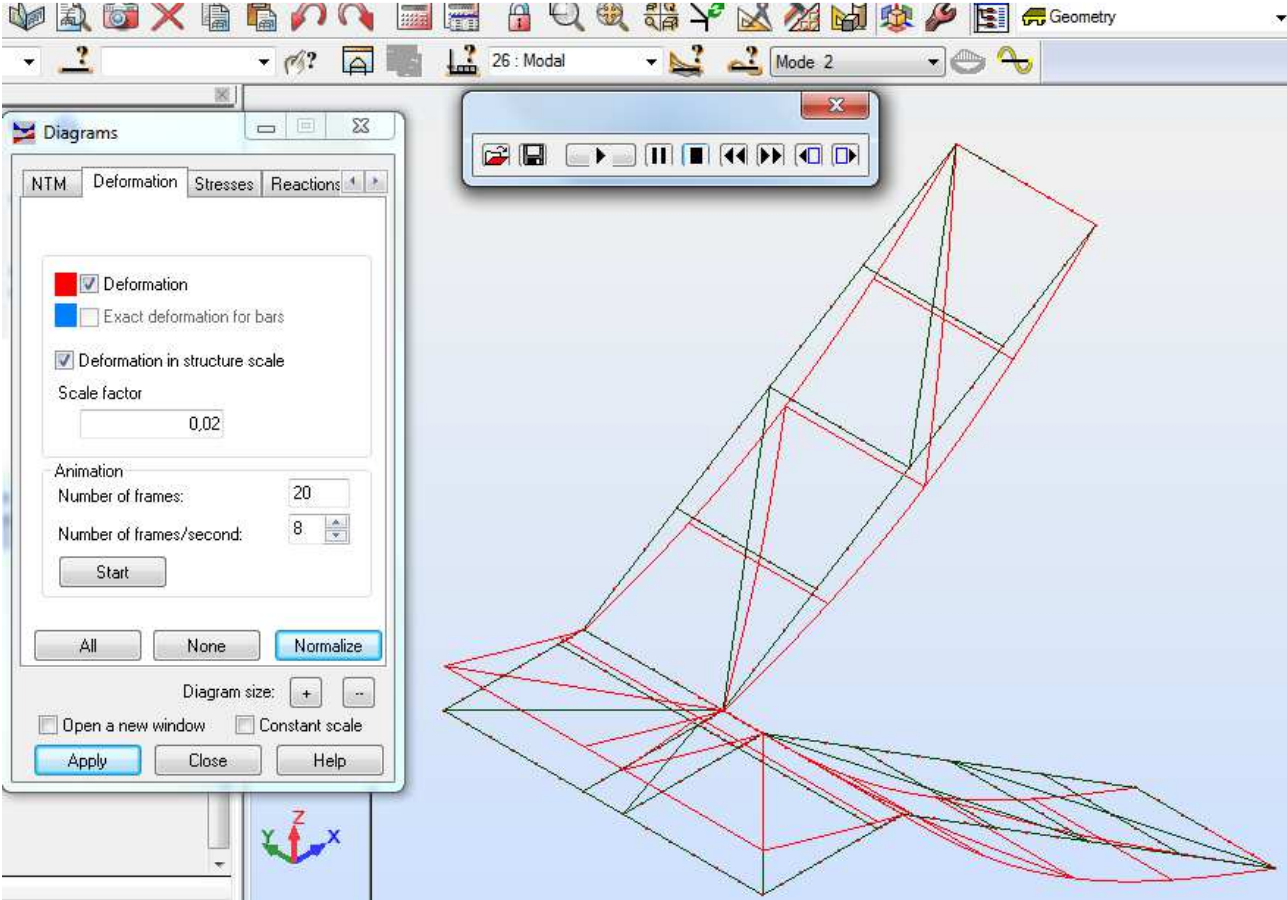 Geometry
26 : Modal
Mode 2
Diagrams
NTM Deformation Stresses Reactions
Deformation
Exact deformation for bars
Deformation in structure scale
Scale factor
0,02
Animation
Number of frames: 20
Number of frames/second: 8
Start
All None Normalize
Diagram size: + --
Open a new window Constant scale
Apply Close Help
Z
Y X